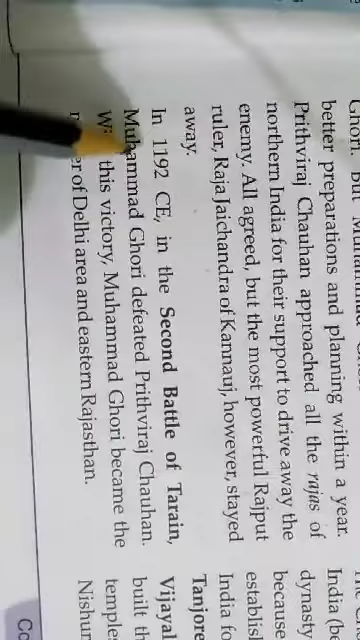 Ghori. But
better preparations and planning within a year.
Prithviraj Chauhan approached all the rajas of
northern India for their support to drive away the
enemy. All agreed, but the most powerful Rajput
ruler, Raja Jaichandra of Kannauj, however, stayed
away.
In 1192 CE, in the Second Battle of Tarain,
Muhammad Ghori defeated Prithviraj Chauhan.
this victory, Muhammad Ghori became the
of Delhi area and eastern Rajasthan.
India (bu
dynasty
because
establis
India fo
Tanjore
Vijayal
built th
temple
Nishu
Co